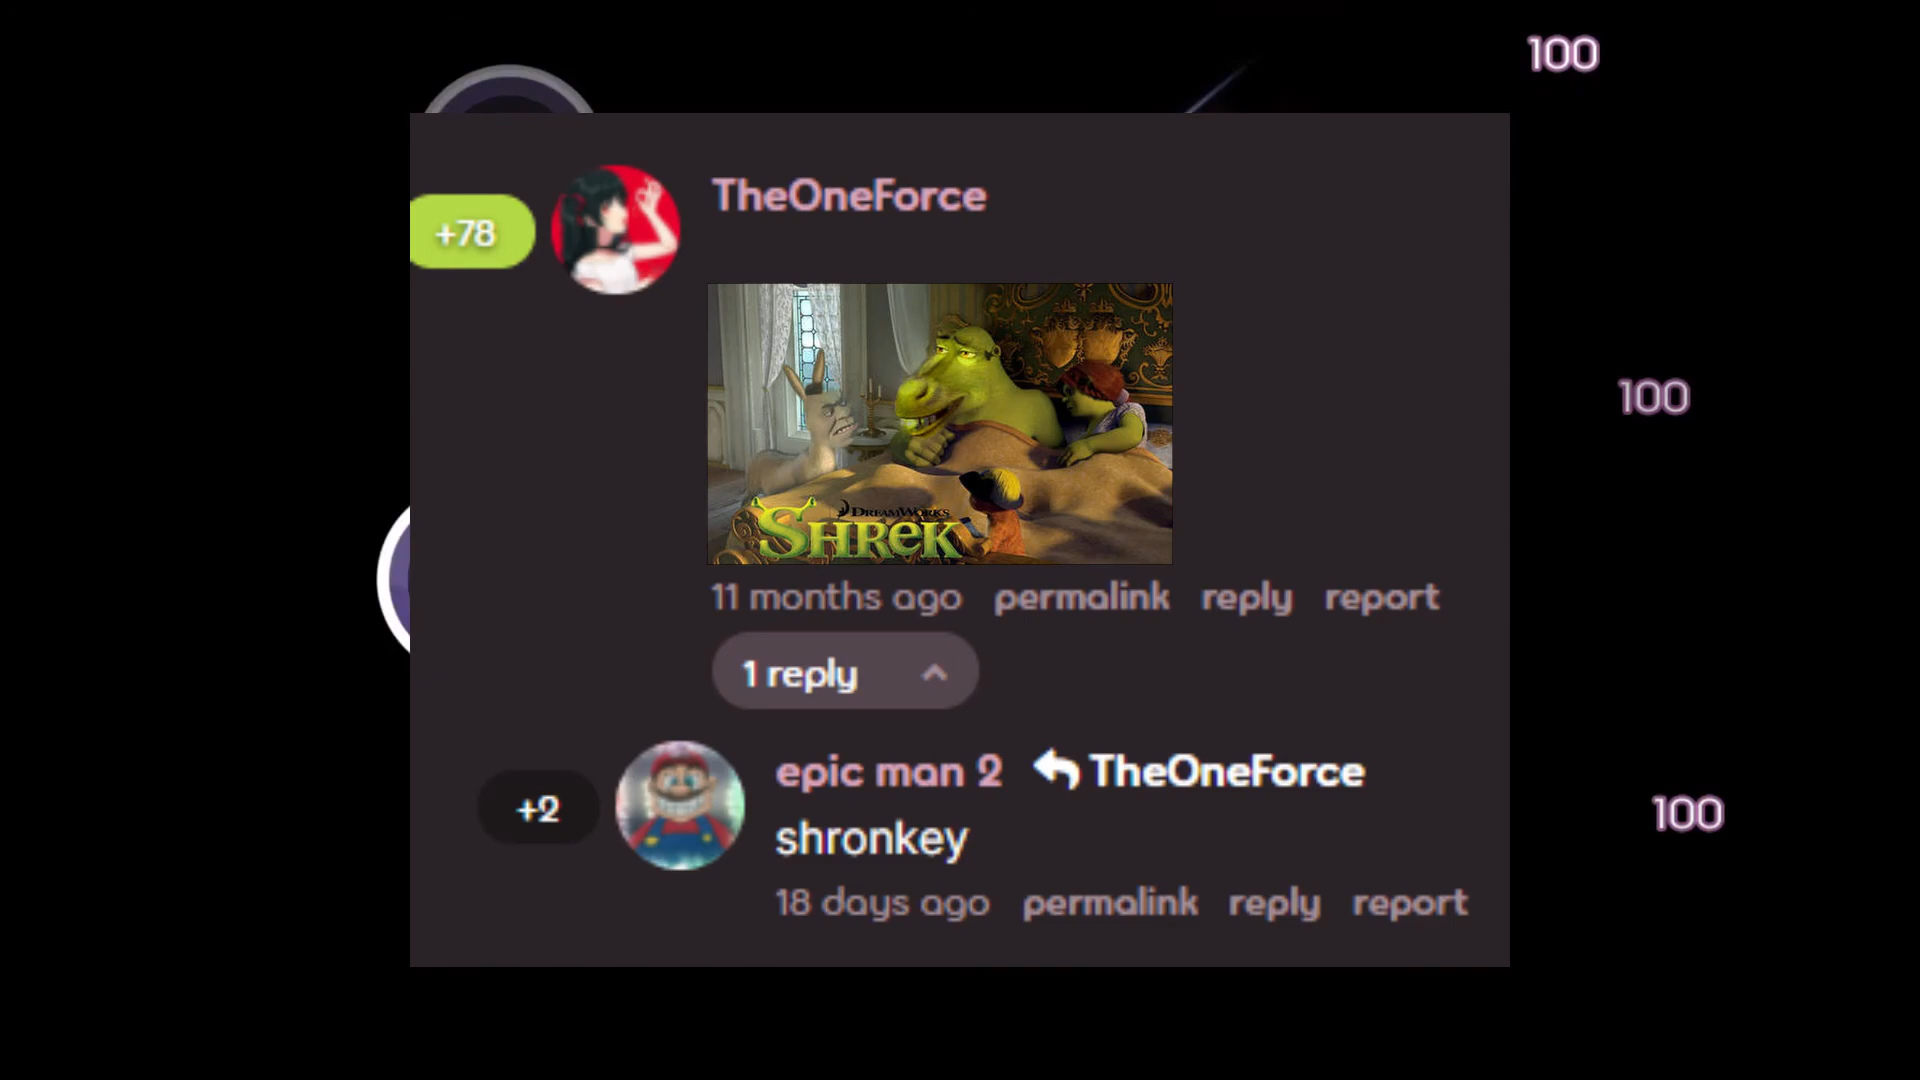 100
TheOneForce
+78
100
DREAMWORKS
SHREK
11 months ago permalink reply report
1 reply
epic man 2 TheOneForce
+2
shronkey
100
18 days ago permalink reply report